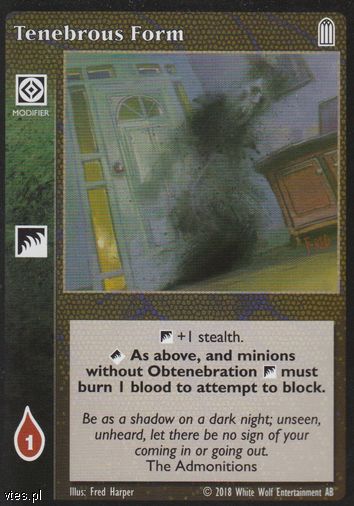 Tenebrous Form
MODIFIER
Fred
+1 stealth.
As above, and minions
without Obtenebration must
burn 1 blood to attempt to block.
Be as a shadow on a dark night; unseen,
unheard, let there be no sign of your
coming in or going out.
The Admonitions
1
vtes.pl
Illus: Fred Harper
© 2018 White Wolf Entertainment AB